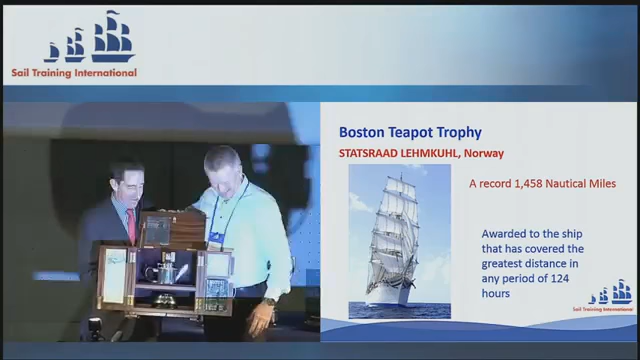 Sail Training International
Boston Teapot Trophy
STATSRAAD LEHMKUHL, Norway
A record 1,458 Nautical Miles
Awarded to the ship
that has covered the
greatest distance in
any period of 124
hours
Sail Training International